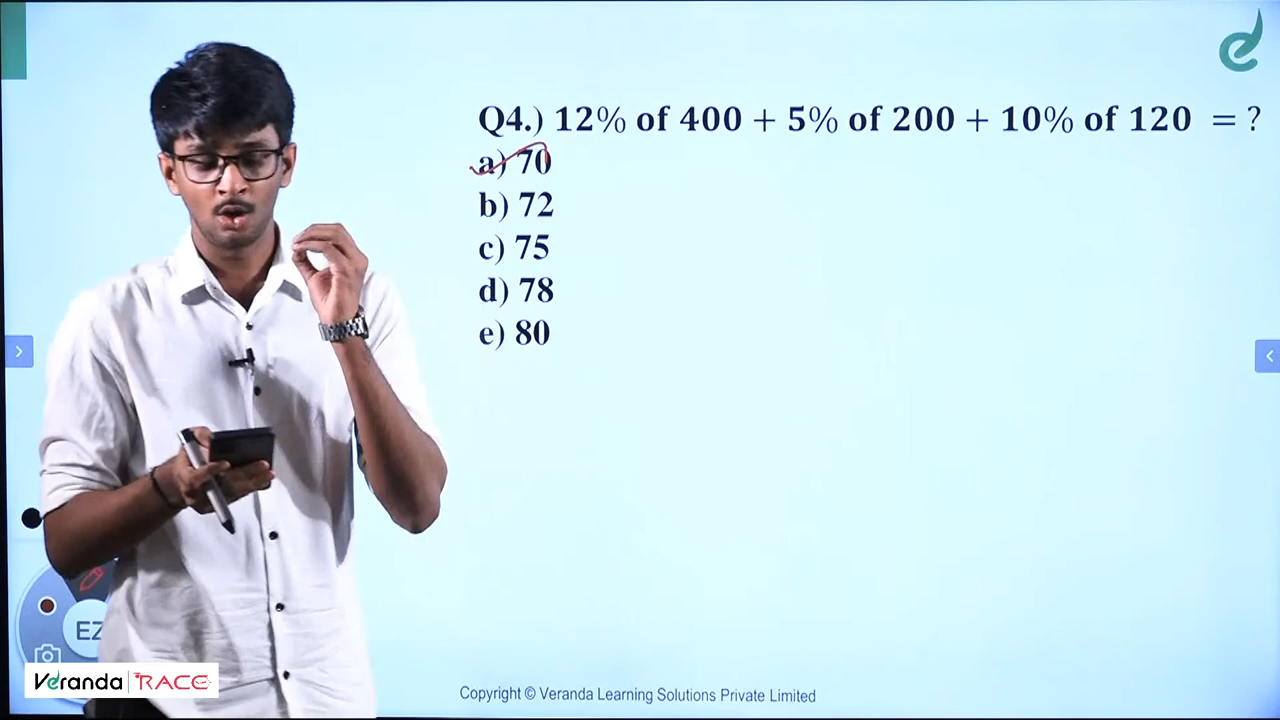 Q4.) 12% of 400 + 5% of 200 + 10% of 120 = ?
a) 70
b) 72
c) 75
d) 78
e) 80
EZ
Veranda RACE
Copyright © Veranda Learning Solutions Private Limited